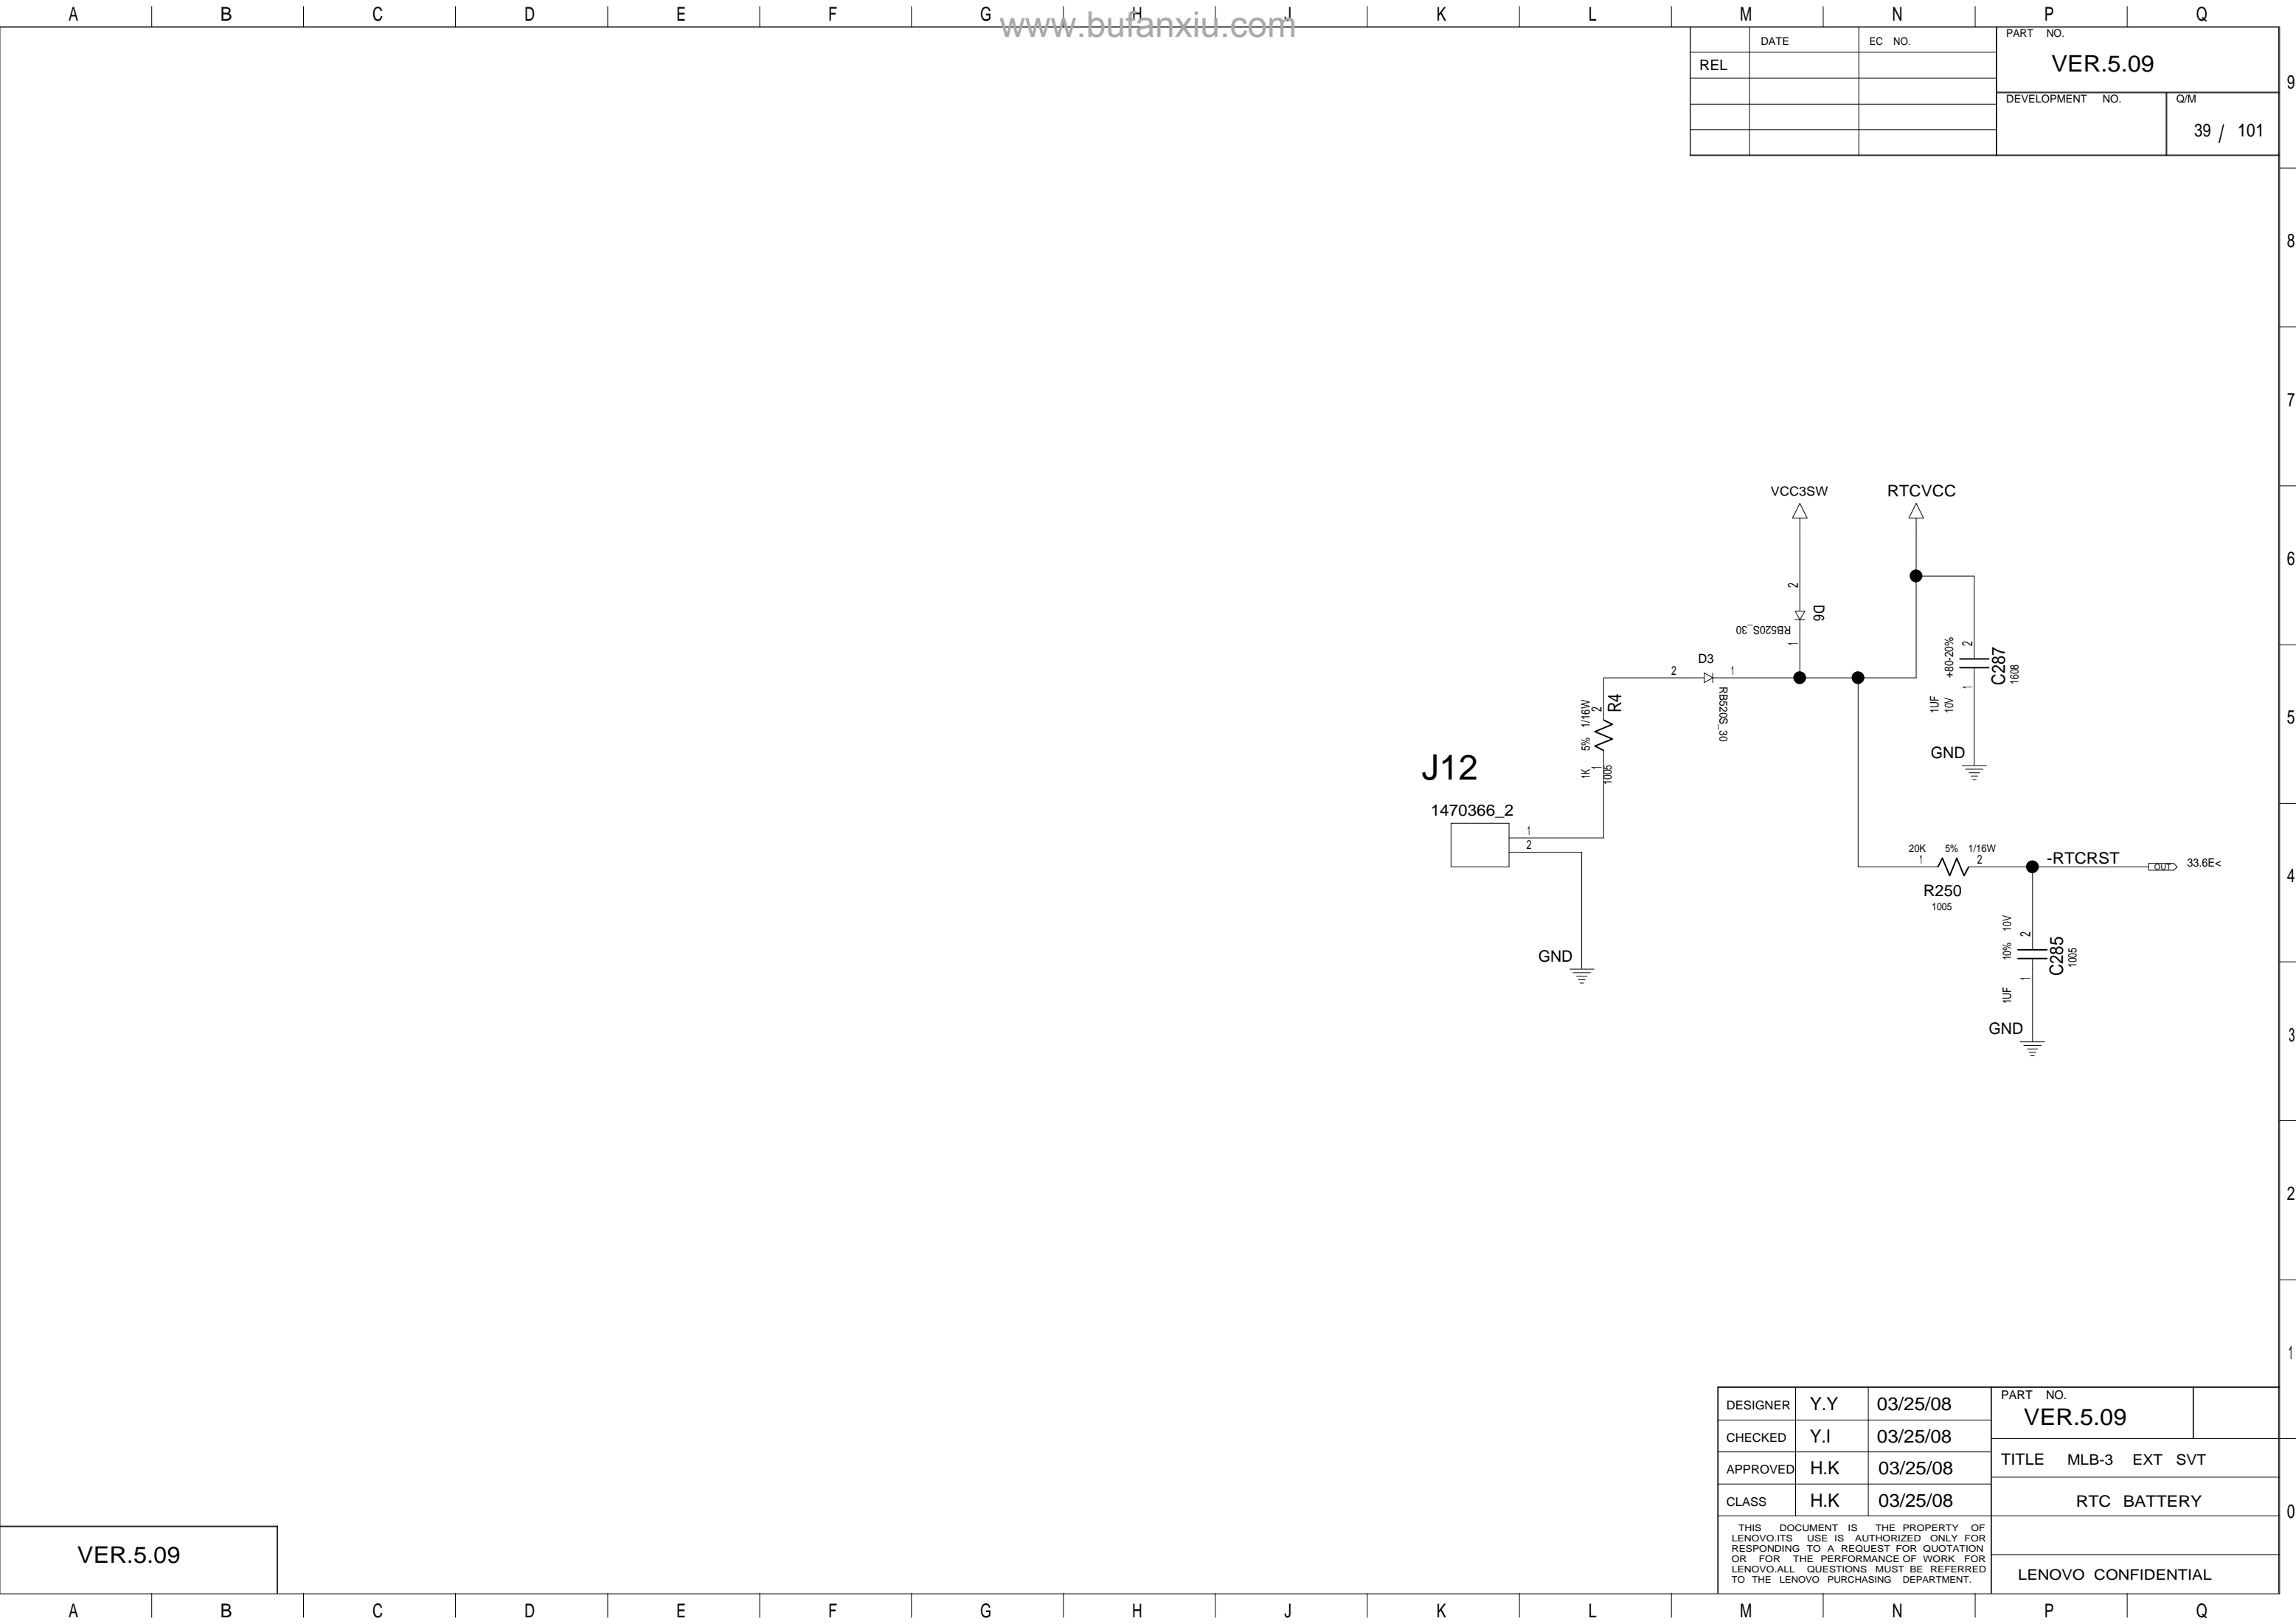 A B C D E F G H J K L M N P Q
www.bufanxiu.com
DATE EC NO.
REL
PART NO.
VER.5.09
DEVELOPMENT NO.
Q/M
39 / 101
9
8
7
6
5
4
3
2
1
0
VCC3SW
RTCVCC
2
D6
RB520S_30
1
2
D3
1
RB520S_30
+80-20%
2
C287
1608
1
1UF
10V
GND
1K 5% 1/16W
2
R4
1
1005
J12
1470366_2
1
2
GND
20K 5% 1/16W
1 2
R250
1005
-RTCRST
OUT
33.6E<
1UF 10% 10V
2
C285
1005
1
GND
DESIGNER Y.Y 03/25/08
CHECKED Y.I 03/25/08
APPROVED H.K 03/25/08
CLASS H.K 03/25/08
THIS DOCUMENT IS THE PROPERTY OF
LENOVO.ITS USE IS AUTHORIZED ONLY FOR
RESPONDING TO A REQUEST FOR QUOTATION
OR FOR THE PERFORMANCE OF WORK FOR
LENOVO.ALL QUESTIONS MUST BE REFERRED
TO THE LENOVO PURCHASING DEPARTMENT.
PART NO.
VER.5.09
TITLE MLB-3 EXT SVT
RTC BATTERY
LENOVO CONFIDENTIAL
VER.5.09
A B C D E F G H J K L M N P Q